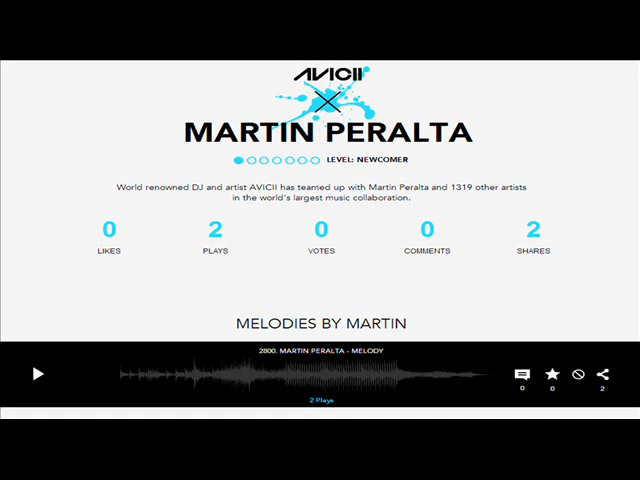 AVICII
X
MARTIN PERALTA
LEVEL: NEWCOMER
World renowned DJ and artist AVICII has teamed up with Martin Peralta and 1319 other artists
in the world's largest music collaboration.
0 2 0 0 2
LIKES PLAYS VOTES COMMENTS SHARES
MELODIES BY MARTIN
2800. MARTIN PERALTA - MELODY
0 0 2
2 Plays